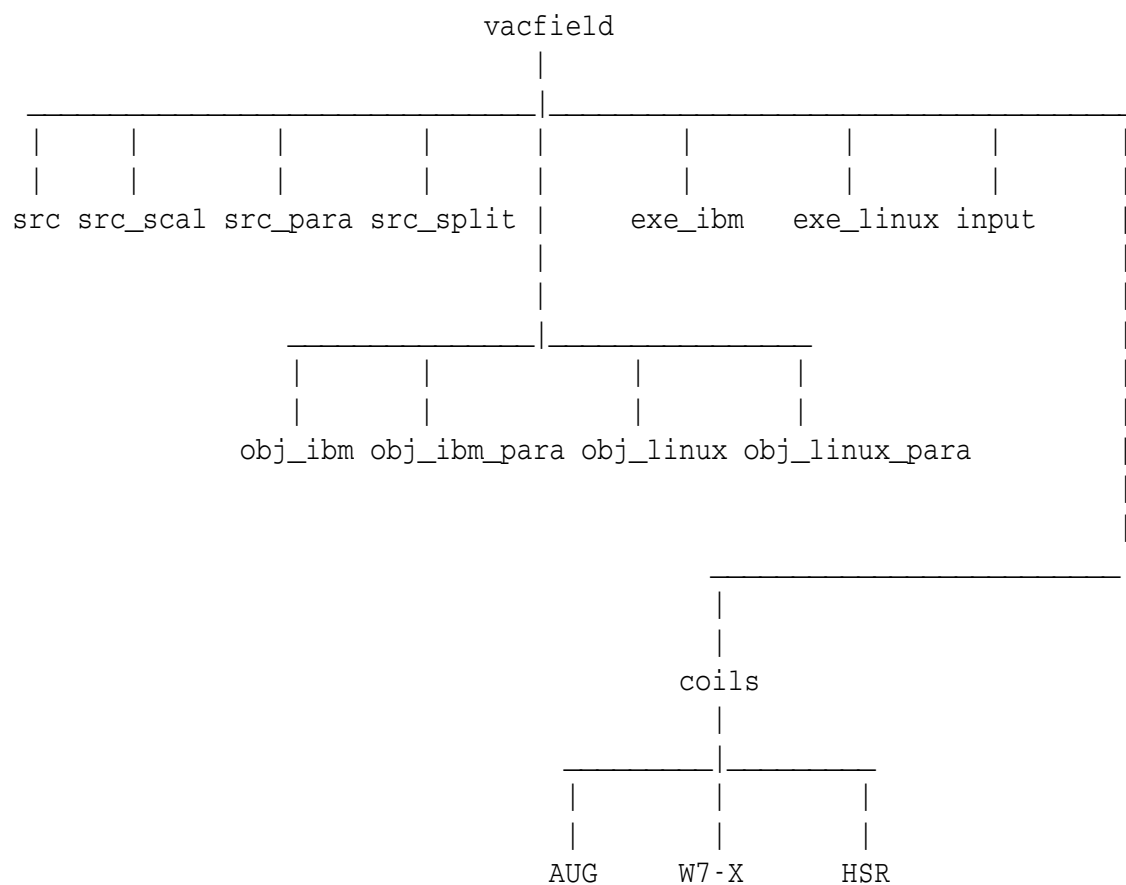 vacfield
src src_scal src_para src_split exe_ibm exe_linux input
obj_ibm obj_ibm_para obj_linux obj_linux_para
coils
AUG W7-X HSR